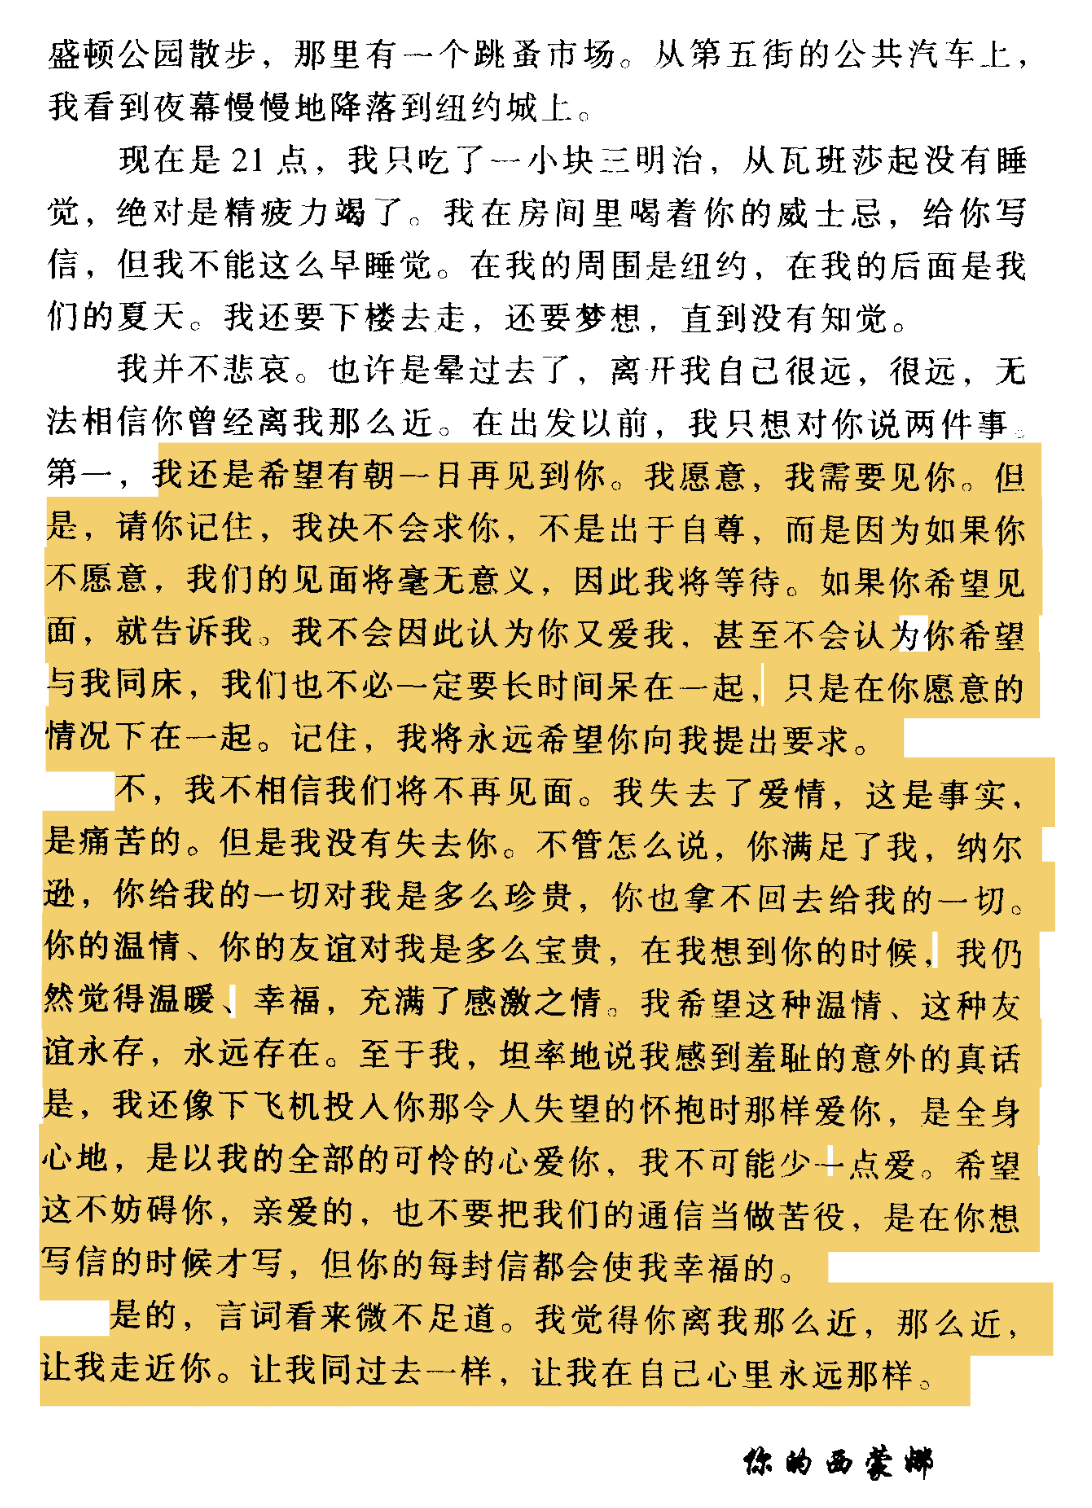 盛顿公园散步，那里有一个跳蚤市场。从第五街的公共汽车上，
我看到夜幕慢慢地降落到纽约城上。
现在是 21 点，我只吃了一小块三明治，从瓦班莎起没有睡
觉，绝对是精疲力竭了。我在房间里喝着你的威士忌，给你写
信，但我不能这么早睡觉。在我的周围是纽约，在我的后面是我
们的夏天。我还要下楼去走，还要梦想，直到没有知觉。
我并不悲哀。也许是晕过去了，离开我自己很远，很远，无
法相信你曾经离我那么近。在出发以前，我只想对你说两件事。
第一，我还是希望有朝一日再见到你。我愿意，我需要见你。但
是，请你记住，我决不会求你，不是出于自尊，而是因为如果你
不愿意，我们的见面将毫无意义，因此我将等待。如果你希望见
面，就告诉我。我不会因此认为你又爱我，甚至不会认为你希望
与我同床，我们也不必一定要长时间呆在一起，只是在你愿意的
情况下在一起。记住，我将永远希望你向我提出要求。
不，我不相信我们将不再见面。我失去了爱情，这是事实，
是痛苦的。但是我没有失去你。不管怎么说，你满足了我，纳尔
逊，你给我的一切对我是多么珍贵，你也拿不回去给我的一切。
你的温情、你的友谊对我是多么宝贵，在我想到你的时候，我仍
然觉得温暖、幸福，充满了感激之情。我希望这种温情、这种友
谊永存，永远存在。至于我，坦率地说我感到羞耻的意外的真话
是，我还像下飞机投入你那令人失望的怀抱时那样爱你，是全身
心地，是以我的全部的可怜的心爱你，我不可能少一点爱。希望
这不妨碍你，亲爱的，也不要把我们的通信当做苦役，是在你想
写信的时候才写，但你的每封信都会使我幸福的。
是的，言词看来微不足道。我觉得你离我那么近，那么近，
让我走近你。让我同过去一样，让我在自己心里永远那样。
你的西蒙娜